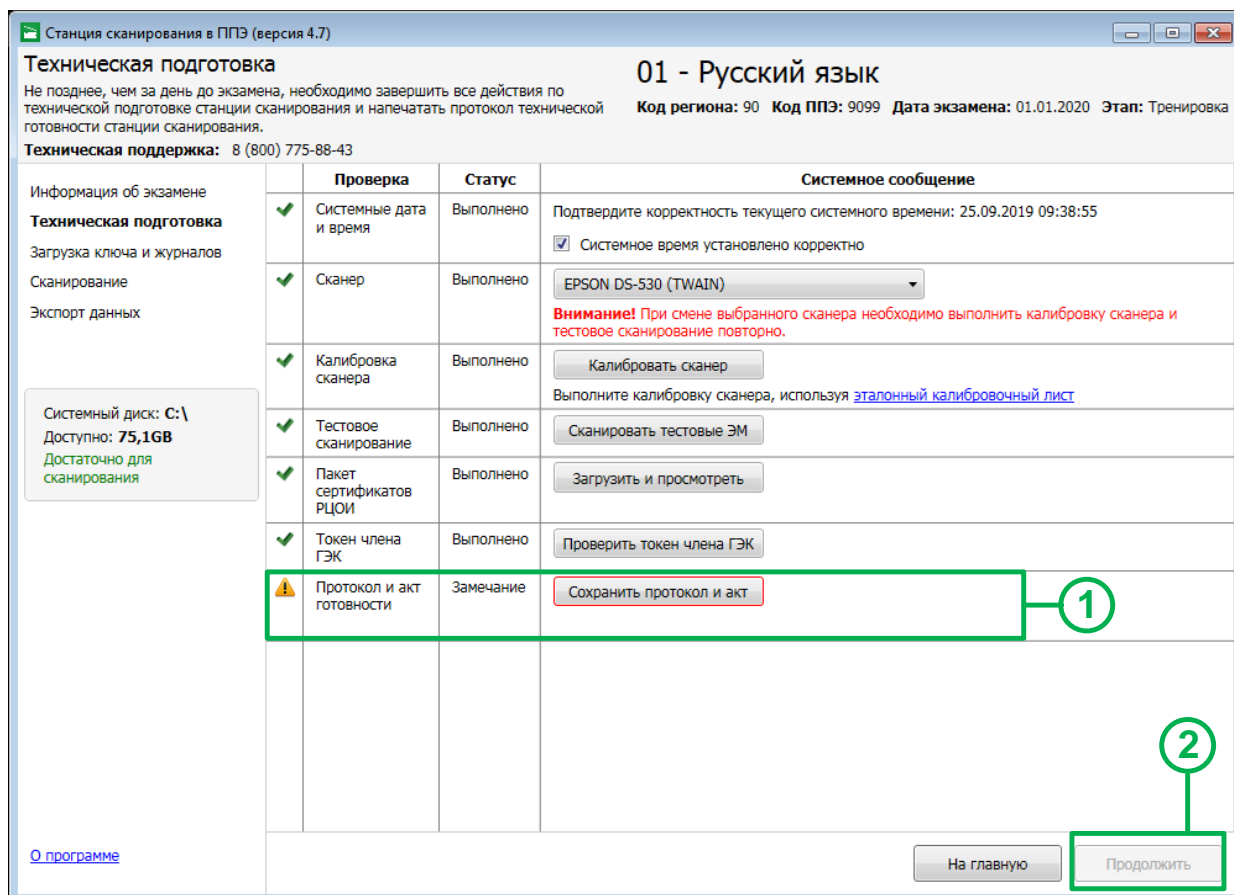 Станция сканирования в ППЭ (версия 4.7)
Техническая подготовка
Не позднее, чем за день до экзамена, необходимо завершить все действия по
технической подготовке станции сканирования и напечатать протокол технической
готовности станции сканирования.
Техническая поддержка: 8 (800) 775-88-43
01 - Русский язык
Код региона: 90 Код ППЭ: 9099 Дата экзамена: 01.01.2020 Этап: Тренировка
Информация об экзамене
Техническая подготовка
Загрузка ключа и журналов
Сканирование
Экспорт данных
Системный диск: C:\
Доступно: 75,1GB
Достаточно для
сканирования
О программе
Проверка Статус Системное сообщение
Системные дата
и время
Выполнено
Подтвердите корректность текущего системного времени: 25.09.2019 09:38:55
Системное время установлено корректно
Сканер
Выполнено
EPSON DS-530 (TWAIN)
Внимание! При смене выбранного сканера необходимо выполнить калибровку сканера и
тестовое сканирование повторно.
Калибровка
сканера
Выполнено
Калибровать сканер
Выполните калибровку сканера, используя эталонный калибровочный лист
Тестовое
сканирование
Выполнено
Сканировать тестовые ЭМ
Пакет
сертификатов
РЦОИ
Выполнено
Загрузить и просмотреть
Токен члена
ГЭК
Выполнено
Проверить токен члена ГЭК
Протокол и акт
готовности
Замечание
Сохранить протокол и акт
1
2
На главную
Продолжить